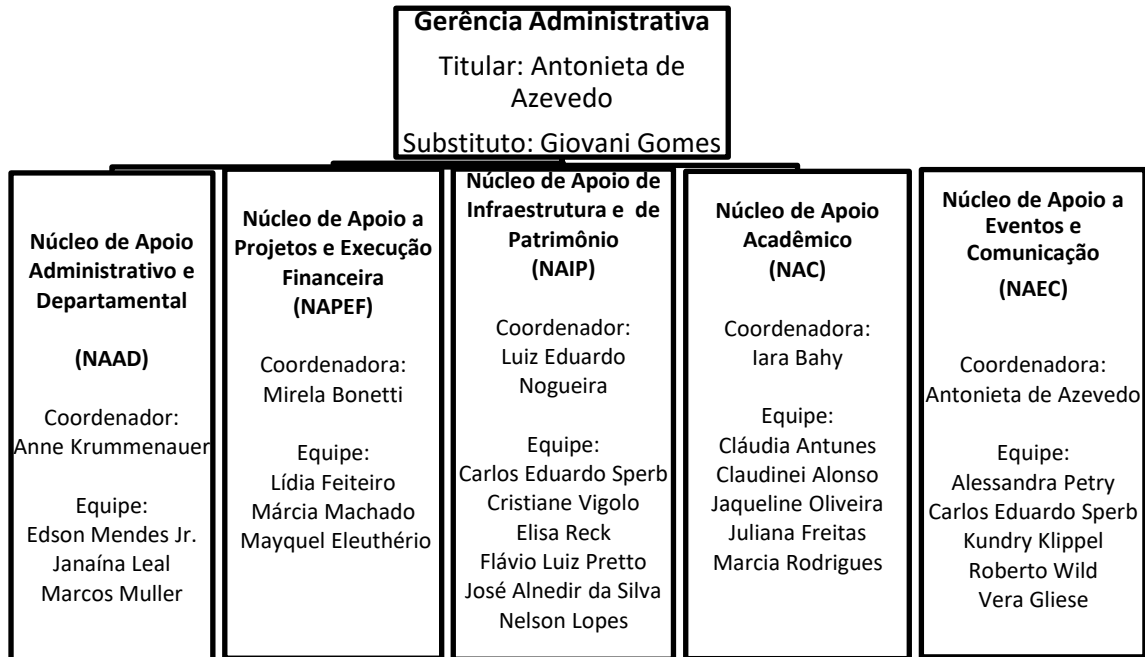 Gerência Administrativa
Titular: Antonieta de
Azevedo
Substituto: Giovani Gomes
Núcleo de Apoio
Administrativo e
Departamental
(NAAD)
Coordenador:
Anne Krummenauer
Equipe:
Edson Mendes Jr.
Janaína Leal
Marcos Muller
Núcleo de Apoio a
Projetos e Execução
Financeira
(NAPEF)
Coordenadora:
Mirela Bonetti
Equipe:
Lídia Feiteiro
Márcia Machado
Mayquel Eleuthério
Núcleo de Apoio de
Infraestrutura e de
Patrimônio
(NAIP)
Coordenador:
Luiz Eduardo
Nogueira
Equipe:
Carlos Eduardo Sperb
Cristiane Vigolo
Elisa Reck
Flávio Luiz Pretto
José Alnedir da Silva
Nelson Lopes
Núcleo de Apoio
Acadêmico
(NAC)
Coordenadora:
Iara Bahy
Equipe:
Cláudia Antunes
Claudinei Alonso
Jaqueline Oliveira
Juliana Freitas
Marcia Rodrigues
Núcleo de Apoio a
Eventos e
Comunicação
(NAEC)
Coordenadora:
Antonieta de Azevedo
Equipe:
Alessandra Petry
Carlos Eduardo Sperb
Kundry Klippel
Roberto Wild
Vera Gliese